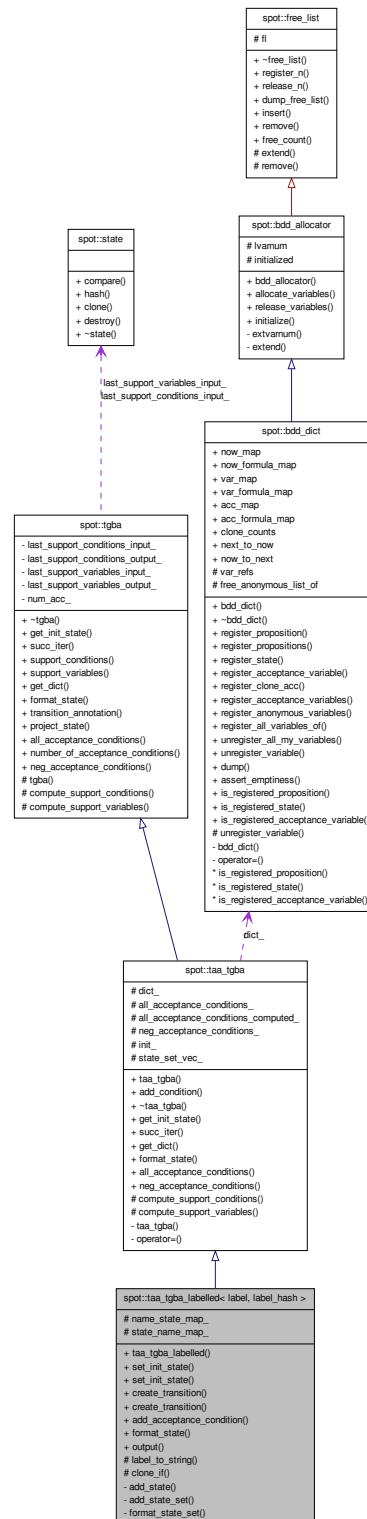 spot::free_list
# fl
+ ~free_list()
+ register_n()
+ release_n()
+ dump_free_list()
+ insert()
+ remove()
+ free_count()
# extend()
# remove()
spot::state
+ compare()
+ hash()
+ clone()
+ destroy()
+ ~state()
spot::bdd_allocator
# lvarnum
# initialized
+ bdd_allocator()
+ allocate_variables()
+ release_variables()
+ initialize()
- extvarnum()
- extend()
last_support_variables_input_
last_support_conditions_input_
spot::bdd_dict
+ now_map
+ now_formula_map
+ var_map
+ var_formula_map
+ acc_map
+ acc_formula_map
+ clone_counts
+ next_to_now
+ now_to_next
# var_refs
# free_anonymous_list_of
+ bdd_dict()
+ ~bdd_dict()
+ register_proposition()
+ register_propositions()
+ register_state()
+ register_acceptance_variable()
+ register_clone_acc()
+ register_acceptance_variables()
+ register_anonymous_variables()
+ register_all_variables_of()
+ unregister_all_my_variables()
+ unregister_variable()
+ dump()
+ assert_emptiness()
+ is_registered_proposition()
+ is_registered_state()
+ is_registered_acceptance_variable()
# unregister_variable()
- bdd_dict()
- operator=()
* is_registered_proposition()
* is_registered_state()
* is_registered_acceptance_variable()
spot::tgba
- last_support_conditions_input_
- last_support_conditions_output_
- last_support_variables_input_
- last_support_variables_output_
- num_acc_
+ ~tgba()
+ get_init_state()
+ succ_iter()
+ support_conditions()
+ support_variables()
+ get_dict()
+ format_state()
+ transition_annotation()
+ project_state()
+ all_acceptance_conditions()
+ number_of_acceptance_conditions()
+ neg_acceptance_conditions()
# tgba()
# compute_support_conditions()
# compute_support_variables()
dict_
spot::taa_tgba
# dict_
# all_acceptance_conditions_
# all_acceptance_conditions_computed_
# neg_acceptance_conditions_
# init_
# state_set_vec_
+ taa_tgba()
+ add_condition()
+ ~taa_tgba()
+ get_init_state()
+ succ_iter()
+ get_dict()
+ format_state()
+ all_acceptance_conditions()
+ neg_acceptance_conditions()
# compute_support_conditions()
# compute_support_variables()
- taa_tgba()
- operator=()
spot::taa_tgba_labelled< label, label_hash >
# name_state_map_
# state_name_map_
+ taa_tgba_labelled()
+ set_init_state()
+ set_init_state()
+ create_transition()
+ create_transition()
+ add_acceptance_condition()
+ format_state()
+ output()
# label_to_string()
# clone_if()
- add_state()
- add_state_set()
- format_state_set()